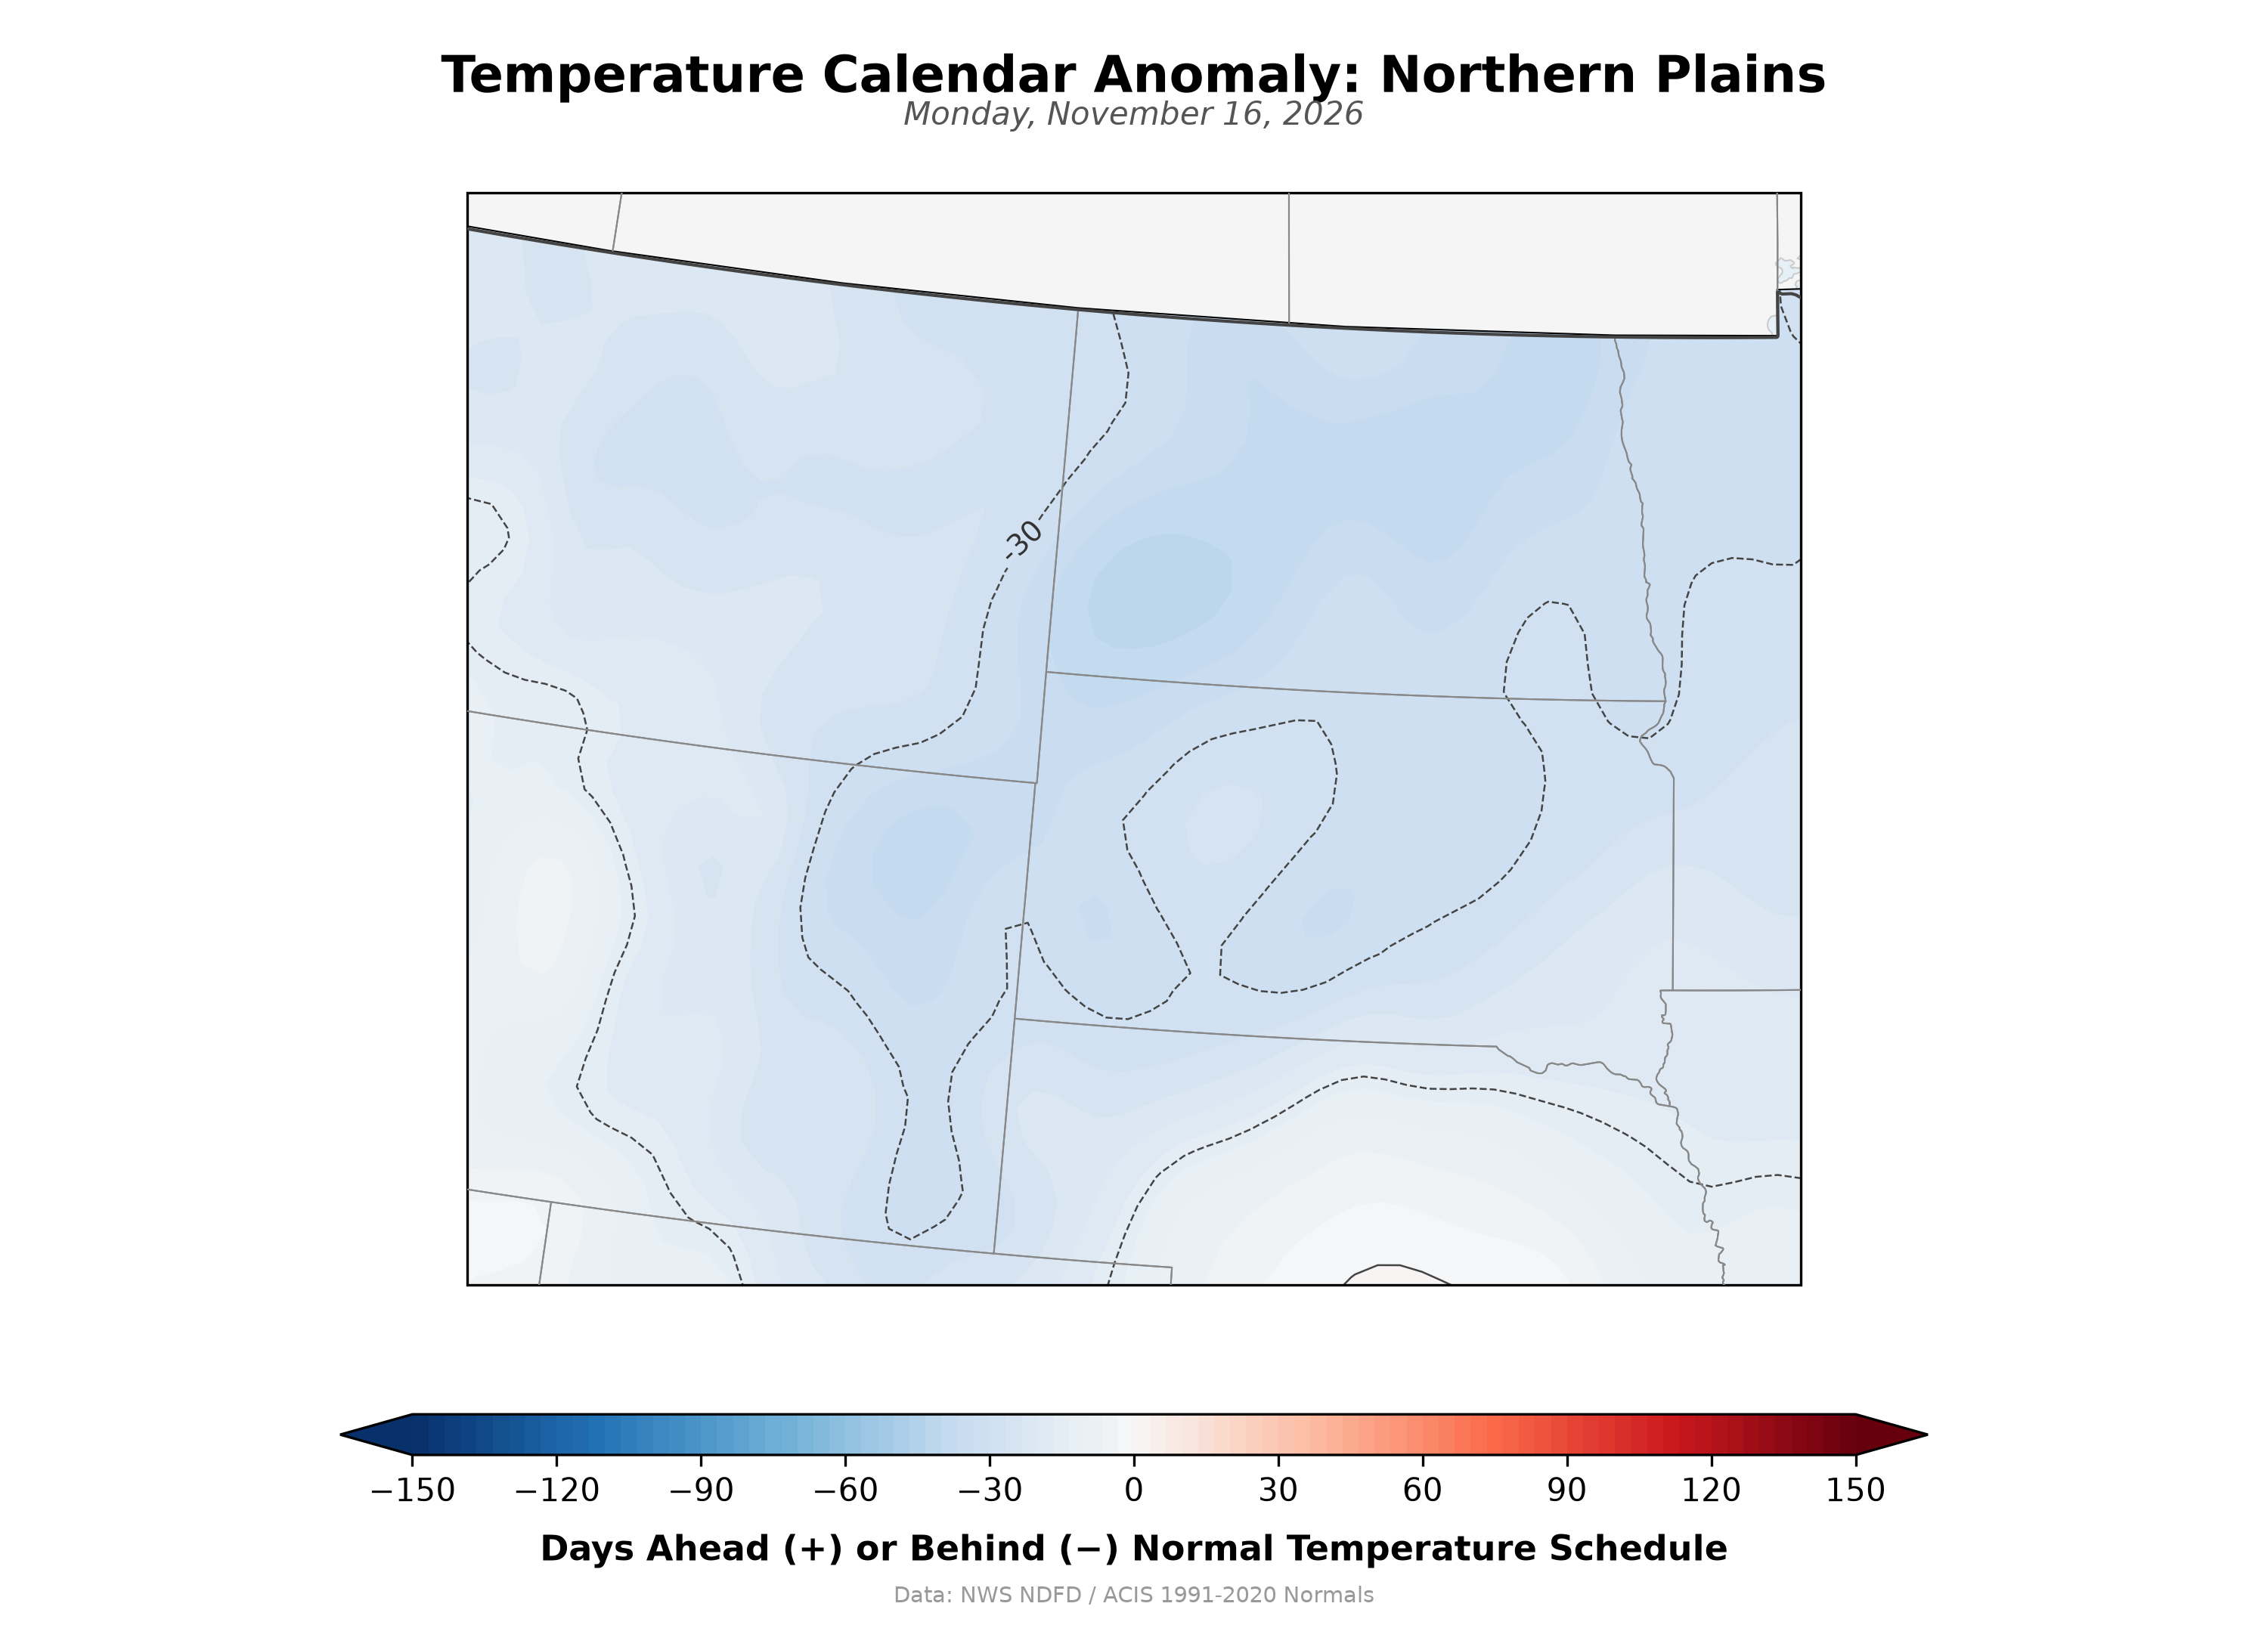 Temperature Calendar Anomaly: Northern Plains
Monday, November 16, 2026
-30
−150 −120 −90 −60 −30 0 30 60 90 120 150
Days Ahead (+) or Behind (−) Normal Temperature Schedule
Data: NWS NDFD / ACIS 1991-2020 Normals